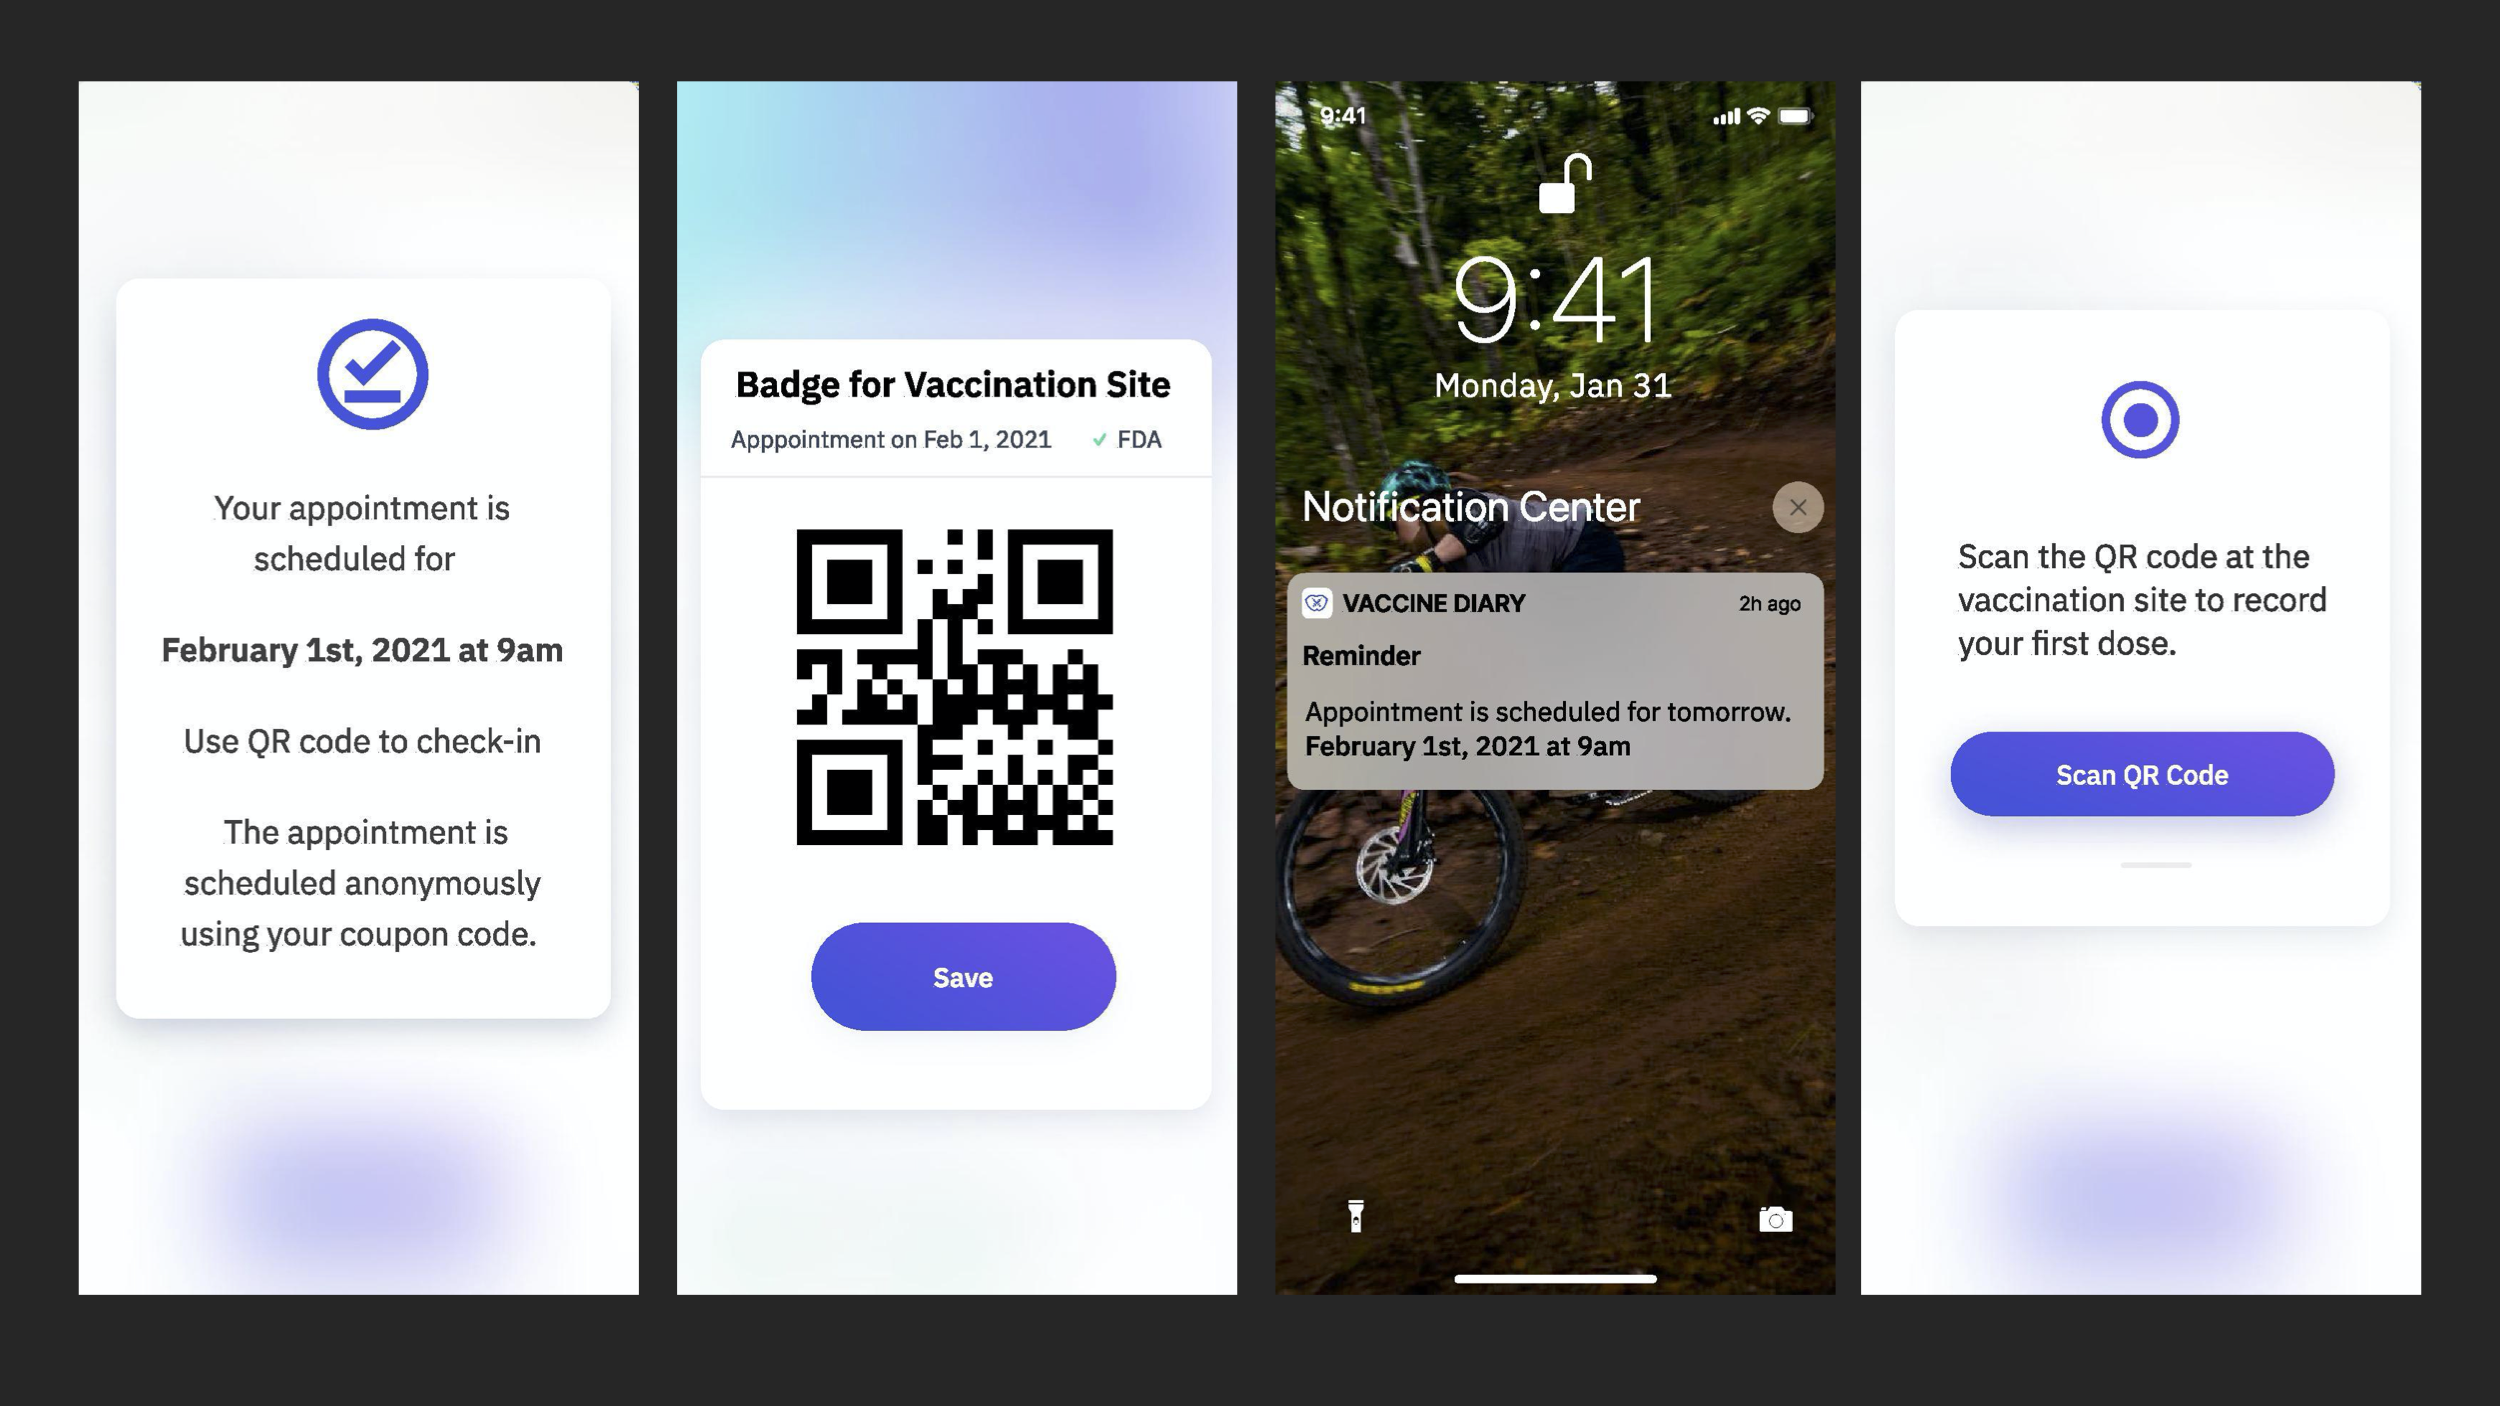 Your appointment is
scheduled for
February 1st, 2021 at 9am
Use QR code to check-in
The appointment is
scheduled anonymously
using your coupon code.
Badge for Vaccination Site
Apppointment on Feb 1, 2021 ✓ FDA
Save
9:41
9:41
Monday, Jan 31
Notification Center
VACCINE DIARY 2h ago
Reminder
Appointment is scheduled for tomorrow.
February 1st, 2021 at 9am
Scan the QR code at the
vaccination site to record
your first dose.
Scan QR Code